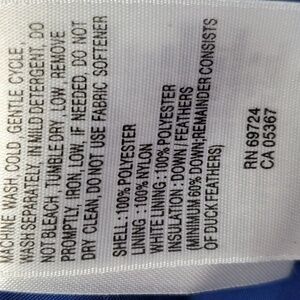 MACHINE WASH COLD, GENTLE CYCLE,
WASH SEPARATELY, IN MILD DETERGENT, DO
NOT BLEACH, TUMBLE DRY, LOW, REMOVE
PROMPTLY, IRON, LOW, IF NEEDED. DO NOT
DRY CLEAN, DO NOT USE FABRIC SOFTENER
SHELL :100% POLYESTER
LINING : 100% NYLON
WHITE LINING : 100% POLYESTER
INSULATION : DOWN / FEATHERS
(MINIMUM 60% DOWN;REMAINDER CONSISTS
OF DUCK FEATHERS)
RN 69724
CA 05367